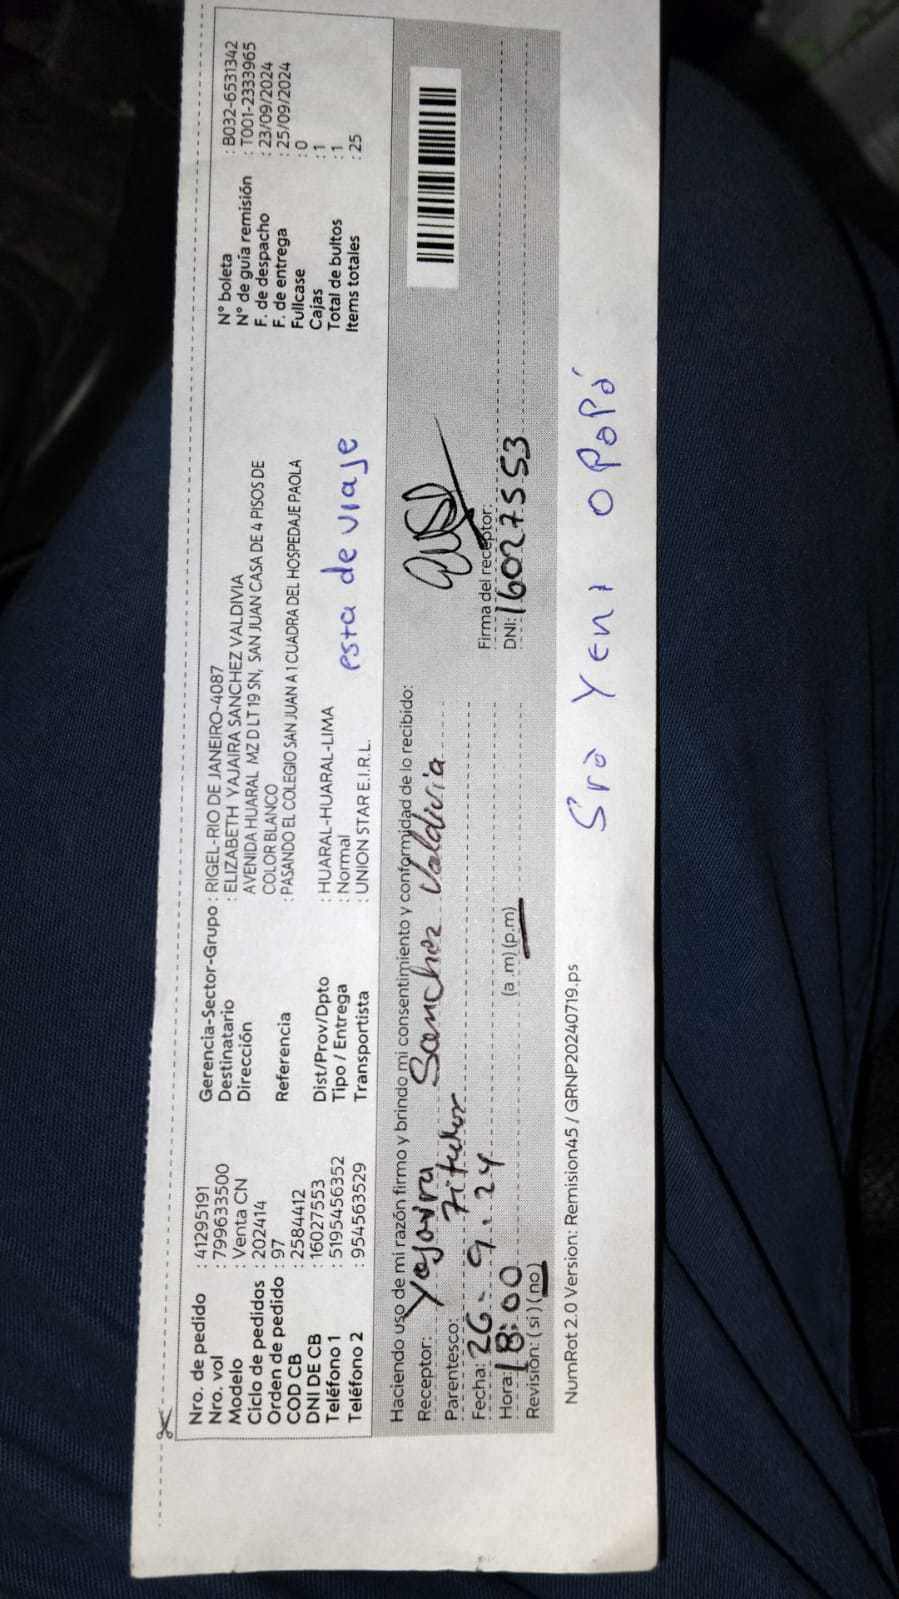 Nro. de pedido : 41295191
Nro. vol : 799633500
Modelo : Venta CN
Ciclo de pedidos : 202414
Orden de pedido : 97
COD CB : 2584412
DNI DE CB : 16027553
Teléfono 1 : 5195456352
Teléfono 2 : 954563529
Gerencia-Sector-Grupo : RIGEL-RIO DE JANEIRO-4087
Destinatario : ELIZABETH YAJAIRA SANCHEZ VALDIVIA
Dirección AVENIDA HUARAL MZ D LT 19 SN, SAN JUAN CASA DE 4 PISOS DE
COLOR BLANCO
Referencia : PASANDO EL COLEGIO SAN JUAN A 1 CUADRA DEL HOSPEDAJE PAOLA
Dist/Prov/Dpto : HUARAL-HUARAL-LIMA
Tipo / Entrega : Normal
Transportista : UNION STAR E.I.R.L.
esta de viaje
N° boleta : B032-6531342
N° de guía remisión : T001-2333965
F. de despacho : 23/09/2024
F. de entrega : 25/09/2024
Fullcase : 0
Cajas : 1
Total de bultos : 1
Items totales : 25
Haciendo uso de mi razón firmo y brindo mi consentimiento y conformidad de lo recibido:
Receptor: Yajayra Sanchez Valdivia
Parentesco:
Fecha: 26. 9. 24
Hora: 18:00 (a .m) (p.m)
Revisión: ( si ) ( no )
Firma del receptor:
DNI: 16027553
NumRot 2.0 Version: Remision45 / GRNP20240719.ps
Sra Yeni